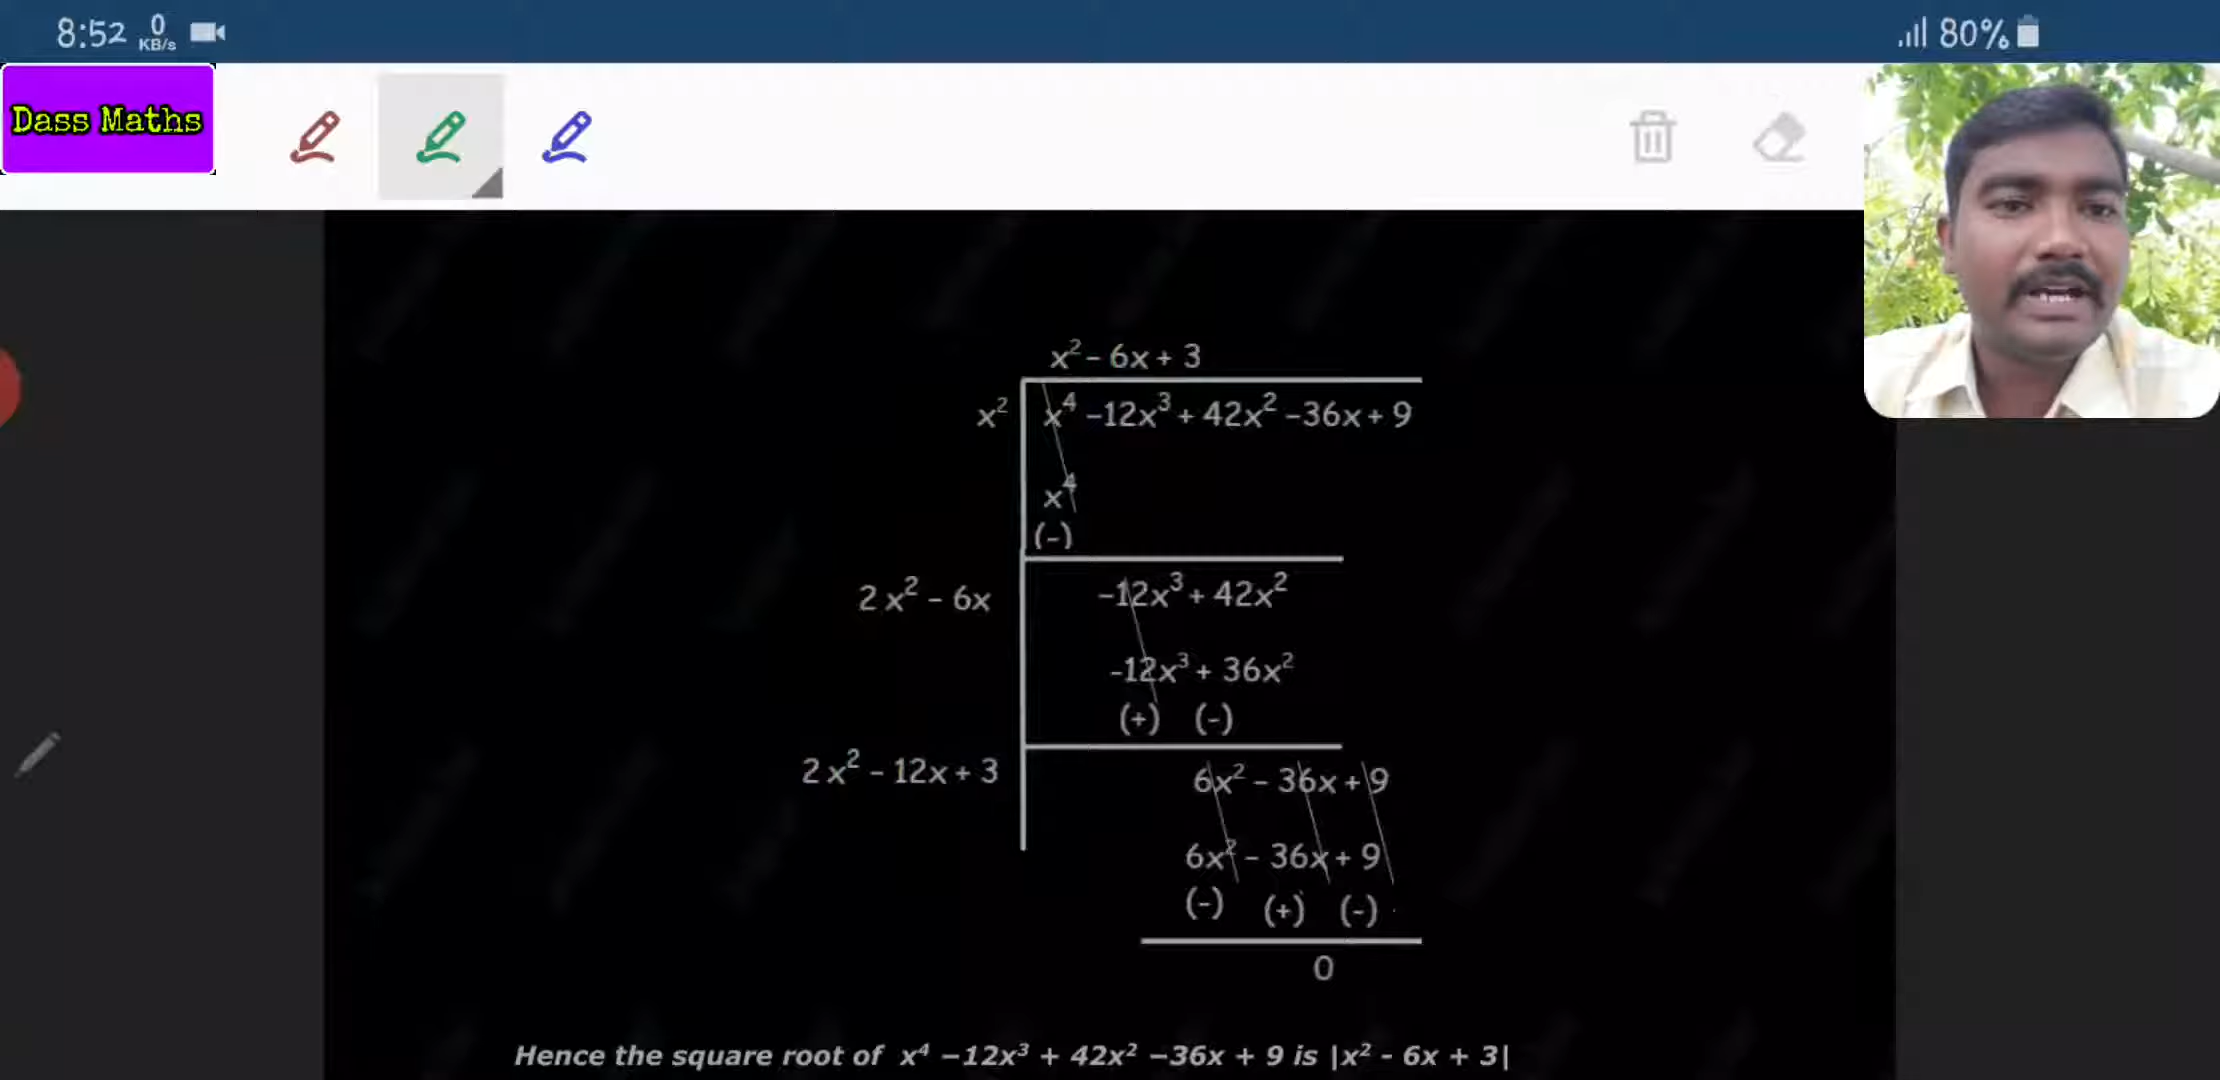 8:52 0 KB/s 80%
Dass Maths
x² - 6x + 3
x² x⁴ -12x³ + 42x² -36x + 9
x⁴
(-)
2x² - 6x -12x³ + 42x²
-12x³ + 36x²
(+) (-)
2x² - 12x + 3 6x² - 36x + 9
6x² - 36x + 9
(-) (+) (-)
0
Hence the square root of x⁴ −12x³ + 42x² −36x + 9 is |x² - 6x + 3|